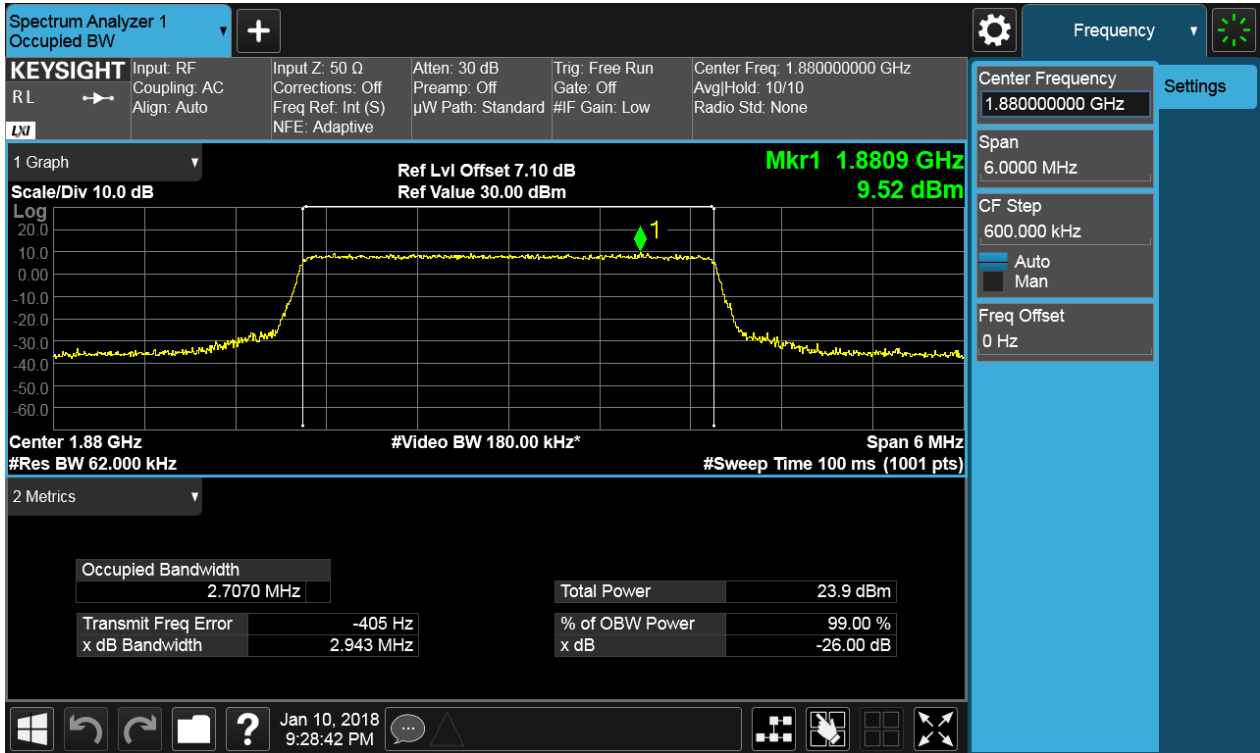 Spectrum Analyzer 1
Occupied BW
+
Frequency
KEYSIGHT
RL
LXI
Input: RF
Coupling: AC
Align: Auto
Input Z: 50 Ω
Corrections: Off
Freq Ref: Int (S)
NFE: Adaptive
Atten: 30 dB
Preamp: Off
µW Path: Standard
Trig: Free Run
Gate: Off
#IF Gain: Low
Center Freq: 1.880000000 GHz
Avg|Hold: 10/10
Radio Std: None
Center Frequency
1.880000000 GHz
Settings
Span
6.0000 MHz
CF Step
600.000 kHz
Auto
Man
Freq Offset
0 Hz
1 Graph
Scale/Div 10.0 dB
Ref Lvl Offset 7.10 dB
Ref Value 30.00 dBm
Mkr1 1.8809 GHz
9.52 dBm
Log
20.0
10.0
0.00
-10.0
-20.0
-30.0
-40.0
-50.0
-60.0
1
Center 1.88 GHz
#Res BW 62.000 kHz
#Video BW 180.00 kHz*
Span 6 MHz
#Sweep Time 100 ms (1001 pts)
2 Metrics
Occupied Bandwidth
2.7070 MHz
Transmit Freq Error -405 Hz
x dB Bandwidth 2.943 MHz
Total Power 23.9 dBm
% of OBW Power 99.00 %
x dB -26.00 dB
?
Jan 10, 2018
9:28:42 PM